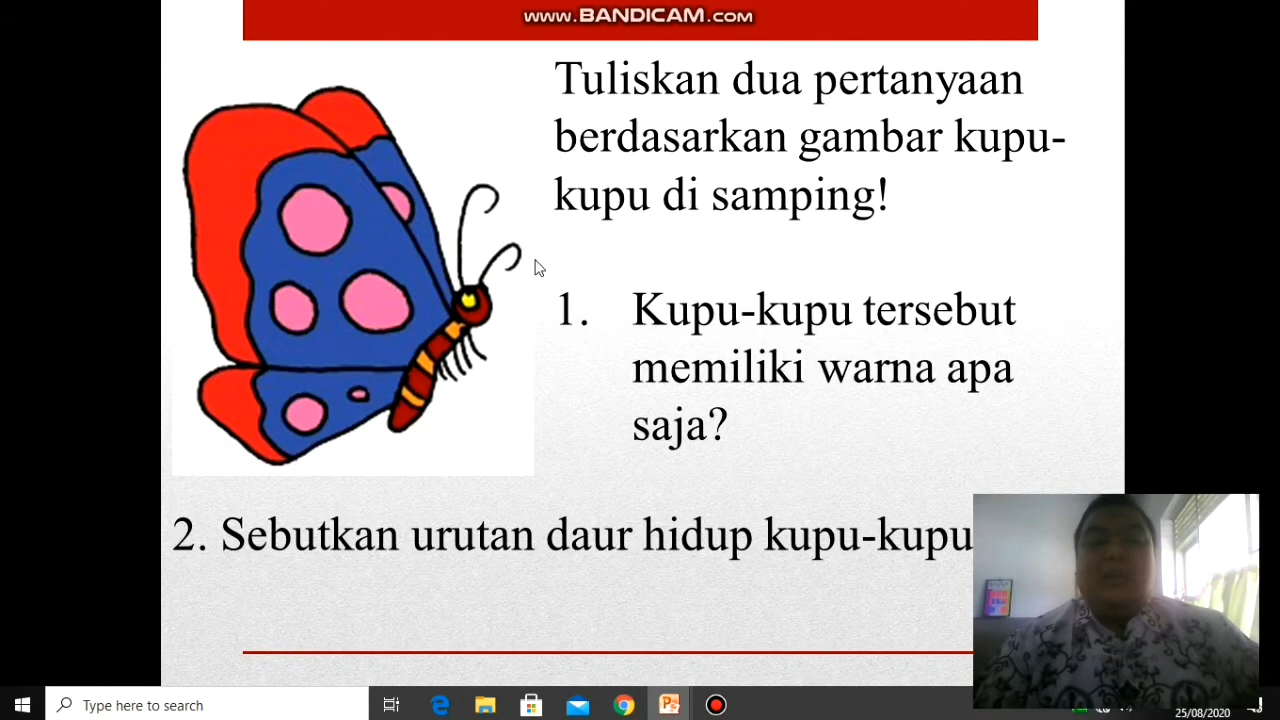 www.BANDICAM.com
Tuliskan dua pertanyaan
berdasarkan gambar kupu-
kupu di samping!
1. Kupu-kupu tersebut
memiliki warna apa
saja?
2. Sebutkan urutan daur hidup kupu-kupu
Type here to search
25/08/2020